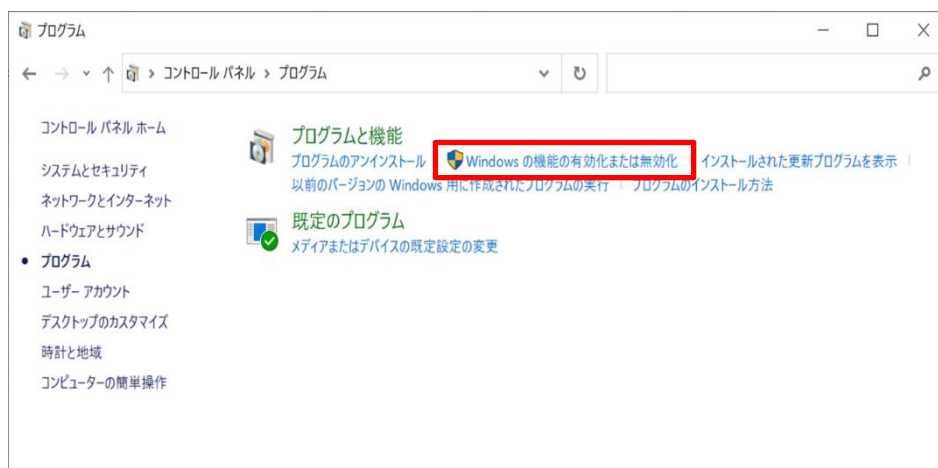 プログラム
コントロール パネル > プログラム
コントロール パネル ホーム
システムとセキュリティ
ネットワークとインターネット
ハードウェアとサウンド
プログラム
ユーザー アカウント
デスクトップのカスタマイズ
時計と地域
コンピューターの簡単操作
プログラムと機能
プログラムのアンインストール | Windows の機能の有効化または無効化 | インストールされた更新プログラムを表示 |
以前のバージョンの Windows 用に作成されたプログラムの実行 | プログラムのインストール方法
既定のプログラム
メディアまたはデバイスの既定設定の変更